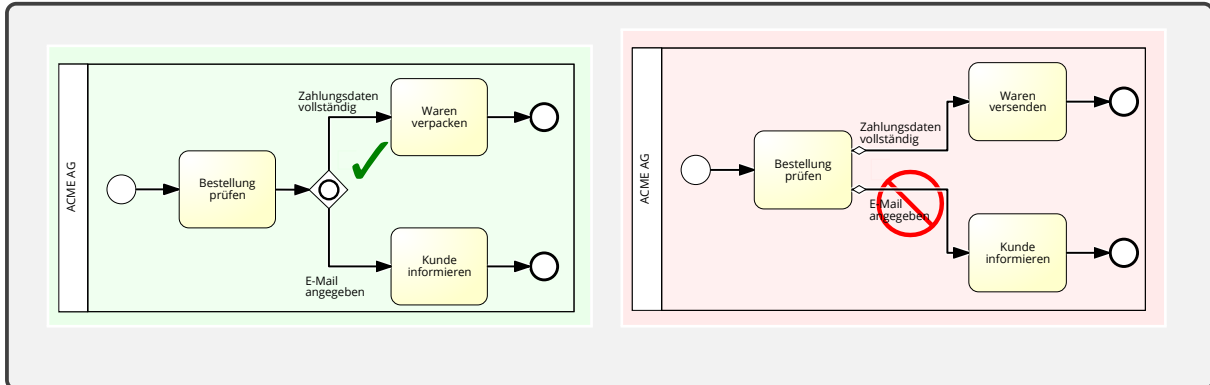 ACME AG
Bestellung
prüfen
Zahlungsdaten
vollständig
Waren
verpacken
E-Mail
angegeben
Kunde
informieren
ACME AG
Bestellung
prüfen
Zahlungsdaten
vollständig
Waren
versenden
E-Mail
angegeben
Kunde
informieren